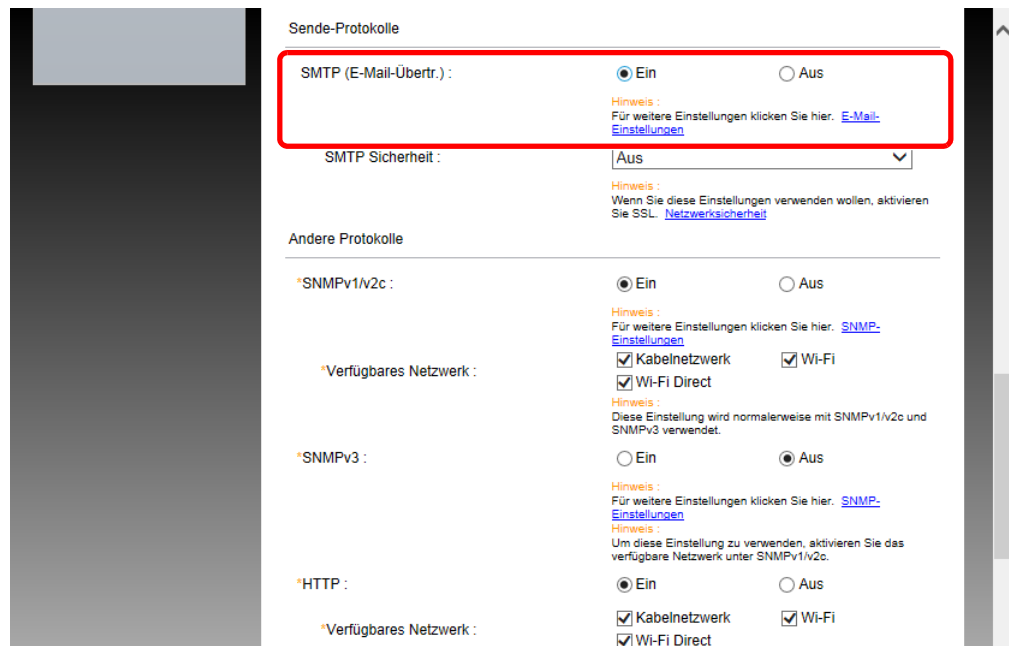 Sende-Protokolle
SMTP (E-Mail-Übertr.) :
Ein
Aus
Hinweis :
Für weitere Einstellungen klicken Sie hier. E-Mail-
Einstellungen
SMTP Sicherheit :
Aus
Hinweis :
Wenn Sie diese Einstellungen verwenden wollen, aktivieren
Sie SSL. Netzwerksicherheit
Andere Protokolle
*SNMPv1/v2c :
Ein
Aus
Hinweis :
Für weitere Einstellungen klicken Sie hier. SNMP-
Einstellungen
*Verfügbares Netzwerk :
Kabelnetzwerk
Wi-Fi
Wi-Fi Direct
Hinweis :
Diese Einstellung wird normalerweise mit SNMPv1/v2c und
SNMPv3 verwendet.
*SNMPv3 :
Ein
Aus
Hinweis :
Für weitere Einstellungen klicken Sie hier. SNMP-
Einstellungen
Hinweis :
Um diese Einstellung zu verwenden, aktivieren Sie das
verfügbare Netzwerk unter SNMPv1/v2c.
*HTTP :
Ein
Aus
*Verfügbares Netzwerk :
Kabelnetzwerk
Wi-Fi
Wi-Fi Direct